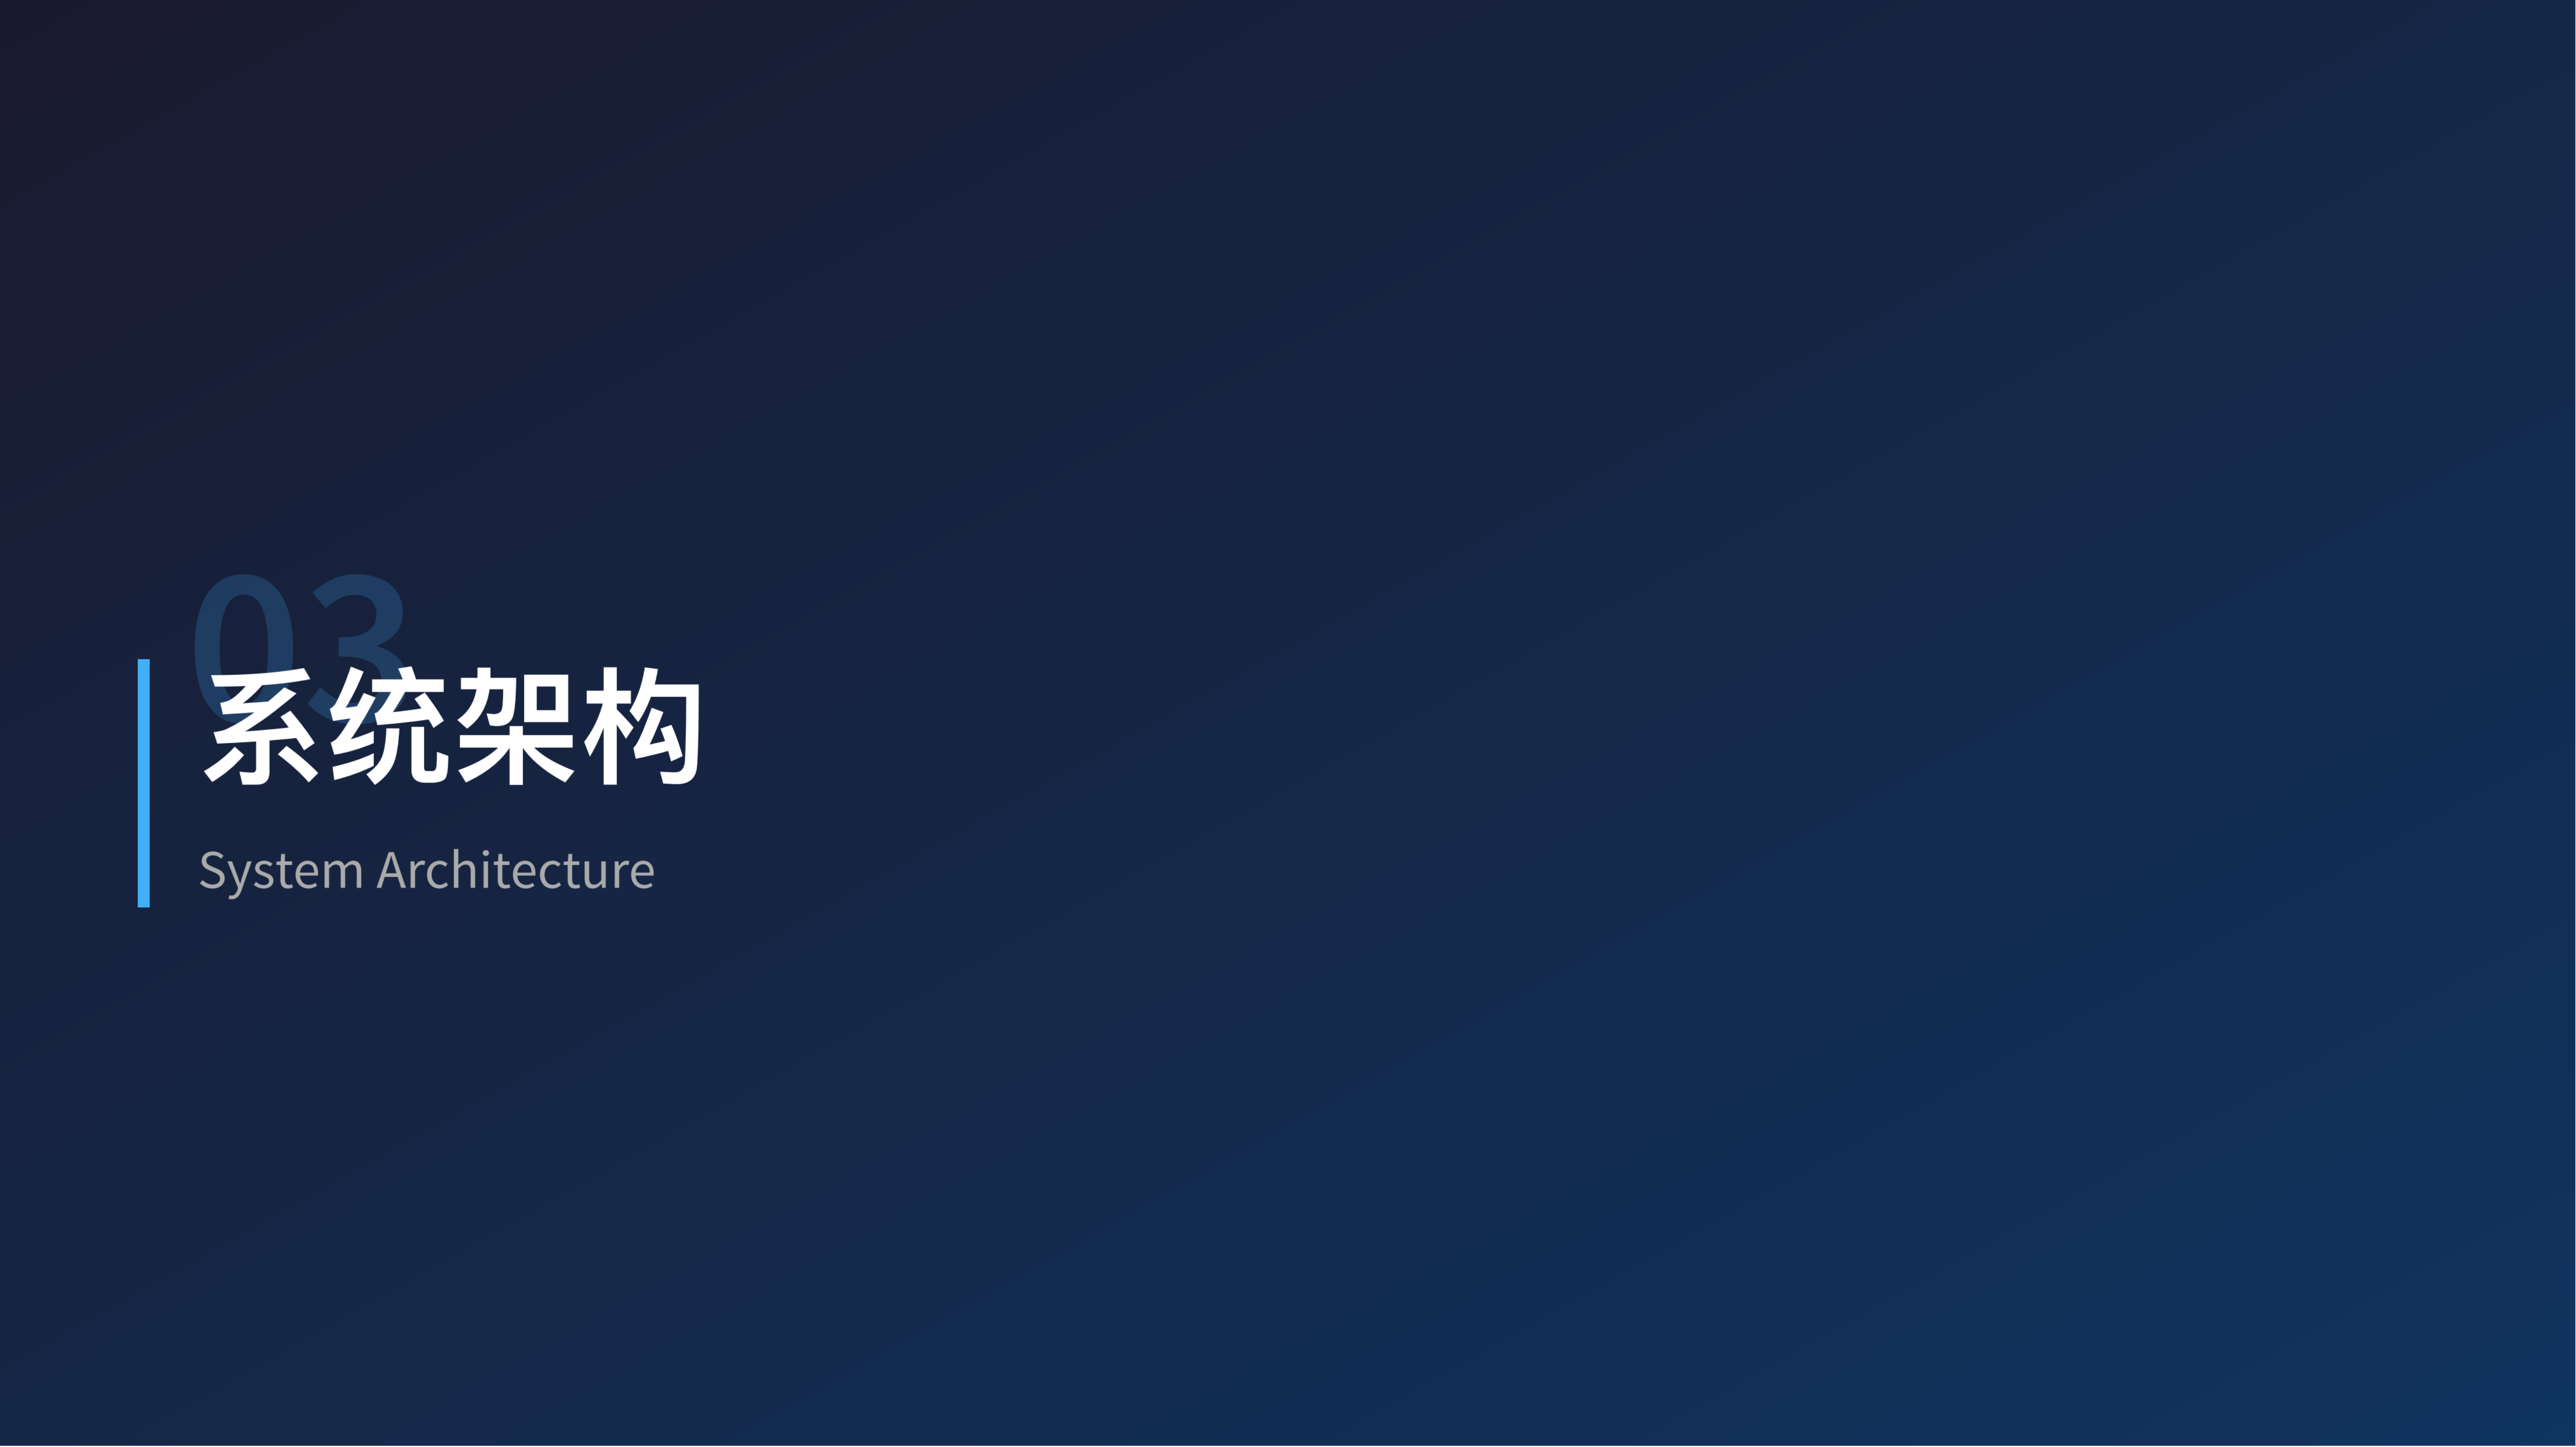 03
系统架构
System Architecture